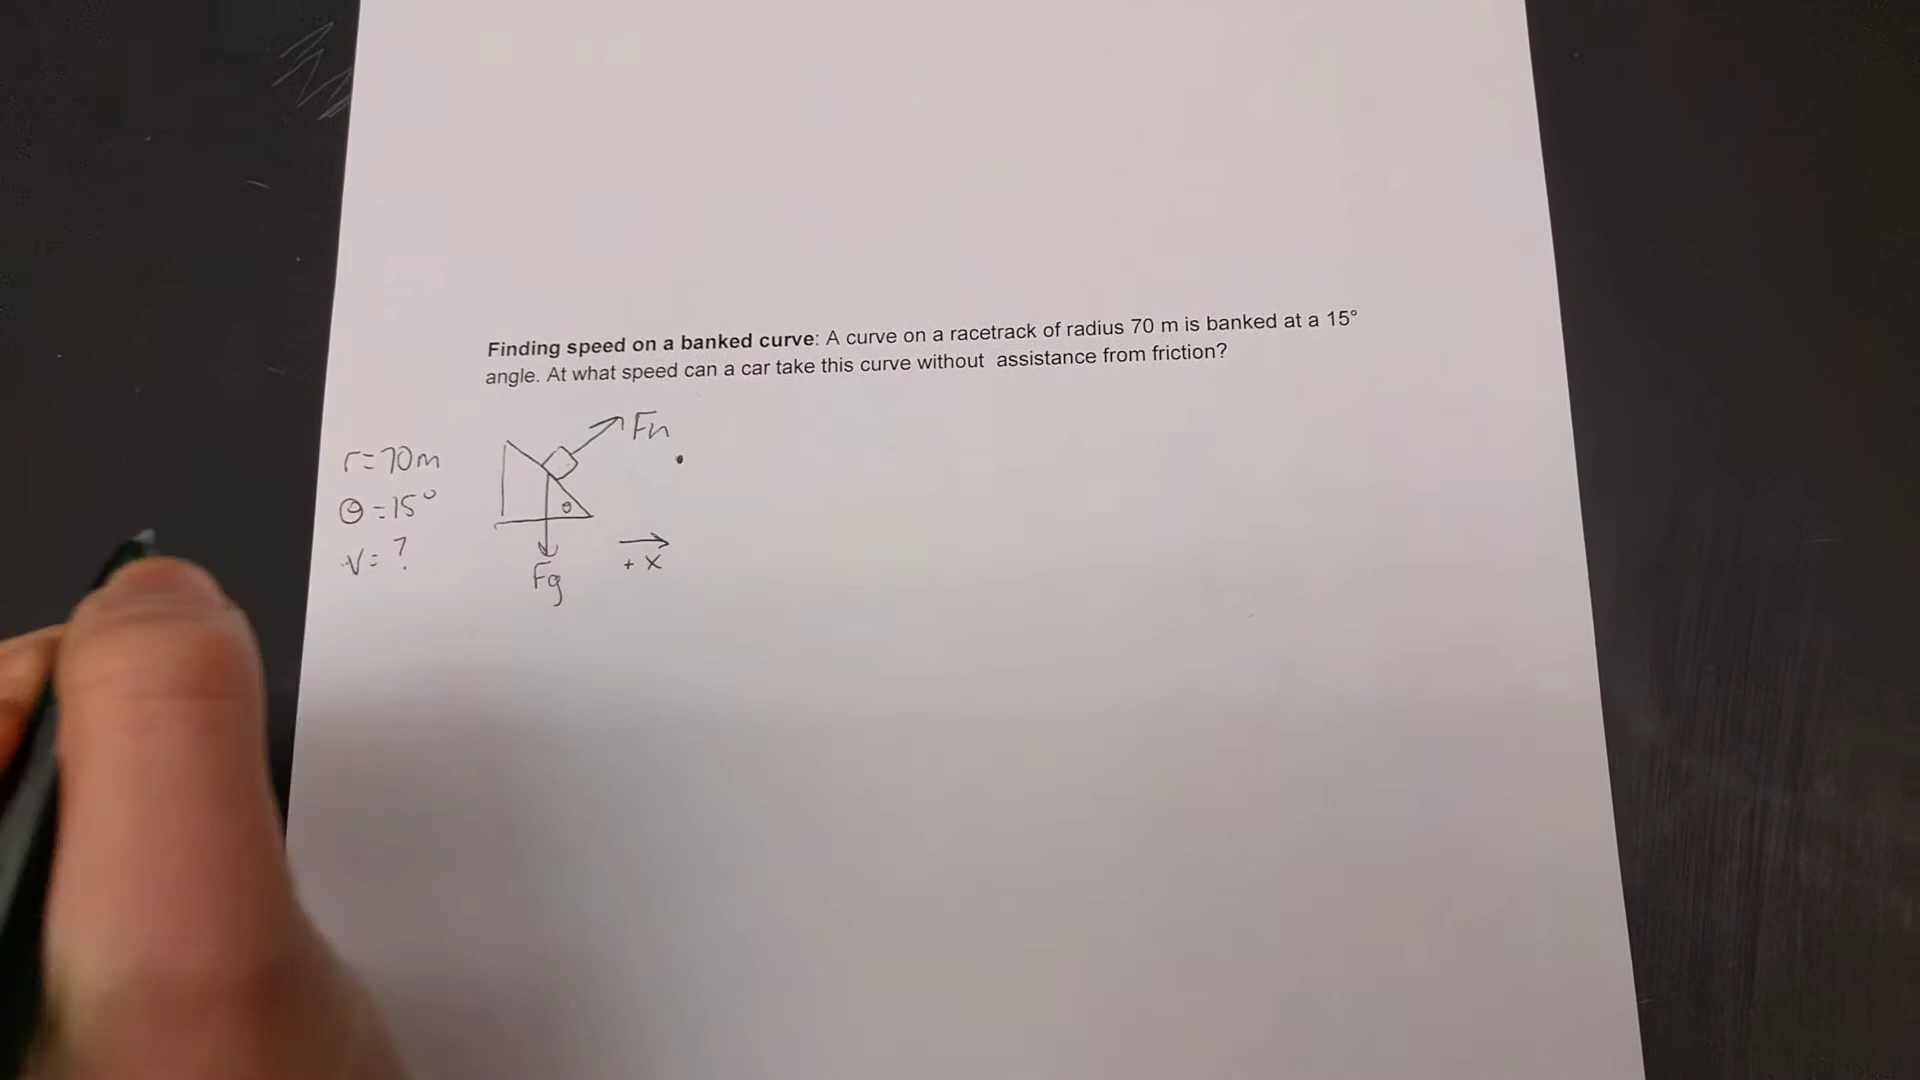 Finding speed on a banked curve: A curve on a racetrack of radius 70 m is banked at a 15°
angle. At what speed can a car take this curve without assistance from friction?
Fn
r=70m
θ=15°
θ
v=?
+x
Fg